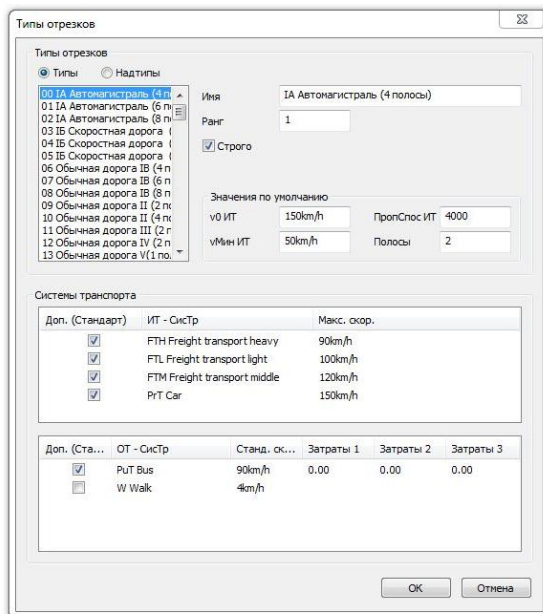 Типы отрезков
Типы отрезков
Типы
Надтипы
00 IA Автомагистраль (4 п
01 IA Автомагистраль (6 п
02 IA Автомагистраль (8 п
03 IБ Скоростная дорога (
04 IБ Скоростная дорога (
05 IБ Скоростная дорога (
06 Обычная дорога IВ (4 п
07 Обычная дорога IВ (6 п
08 Обычная дорога IВ (8 п
09 Обычная дорога II (2 по
10 Обычная дорога II (4 по
11 Обычная дорога III (2 п
12 Обычная дорога IV (2 п
13 Обычная дорога V(1 по.
Имя IA Автомагистраль (4 полосы)
Ранг 1
Строго
Значения по умолчанию
v0 ИТ 150km/h ПропСпос ИТ 4000
vМин ИТ 50km/h Полосы 2
Системы транспорта
Доп. (Стандарт) ИТ - СисТр Макс. скор.
FTH Freight transport heavy 90km/h
FTL Freight transport light 100km/h
FTM Freight transport middle 120km/h
PrT Car 150km/h
Доп. (Ста... ОТ - СисТр Станд. ск... Затраты 1 Затраты 2 Затраты 3
PuT Bus 90km/h 0.00 0.00 0.00
W Walk 4km/h
OK Отмена